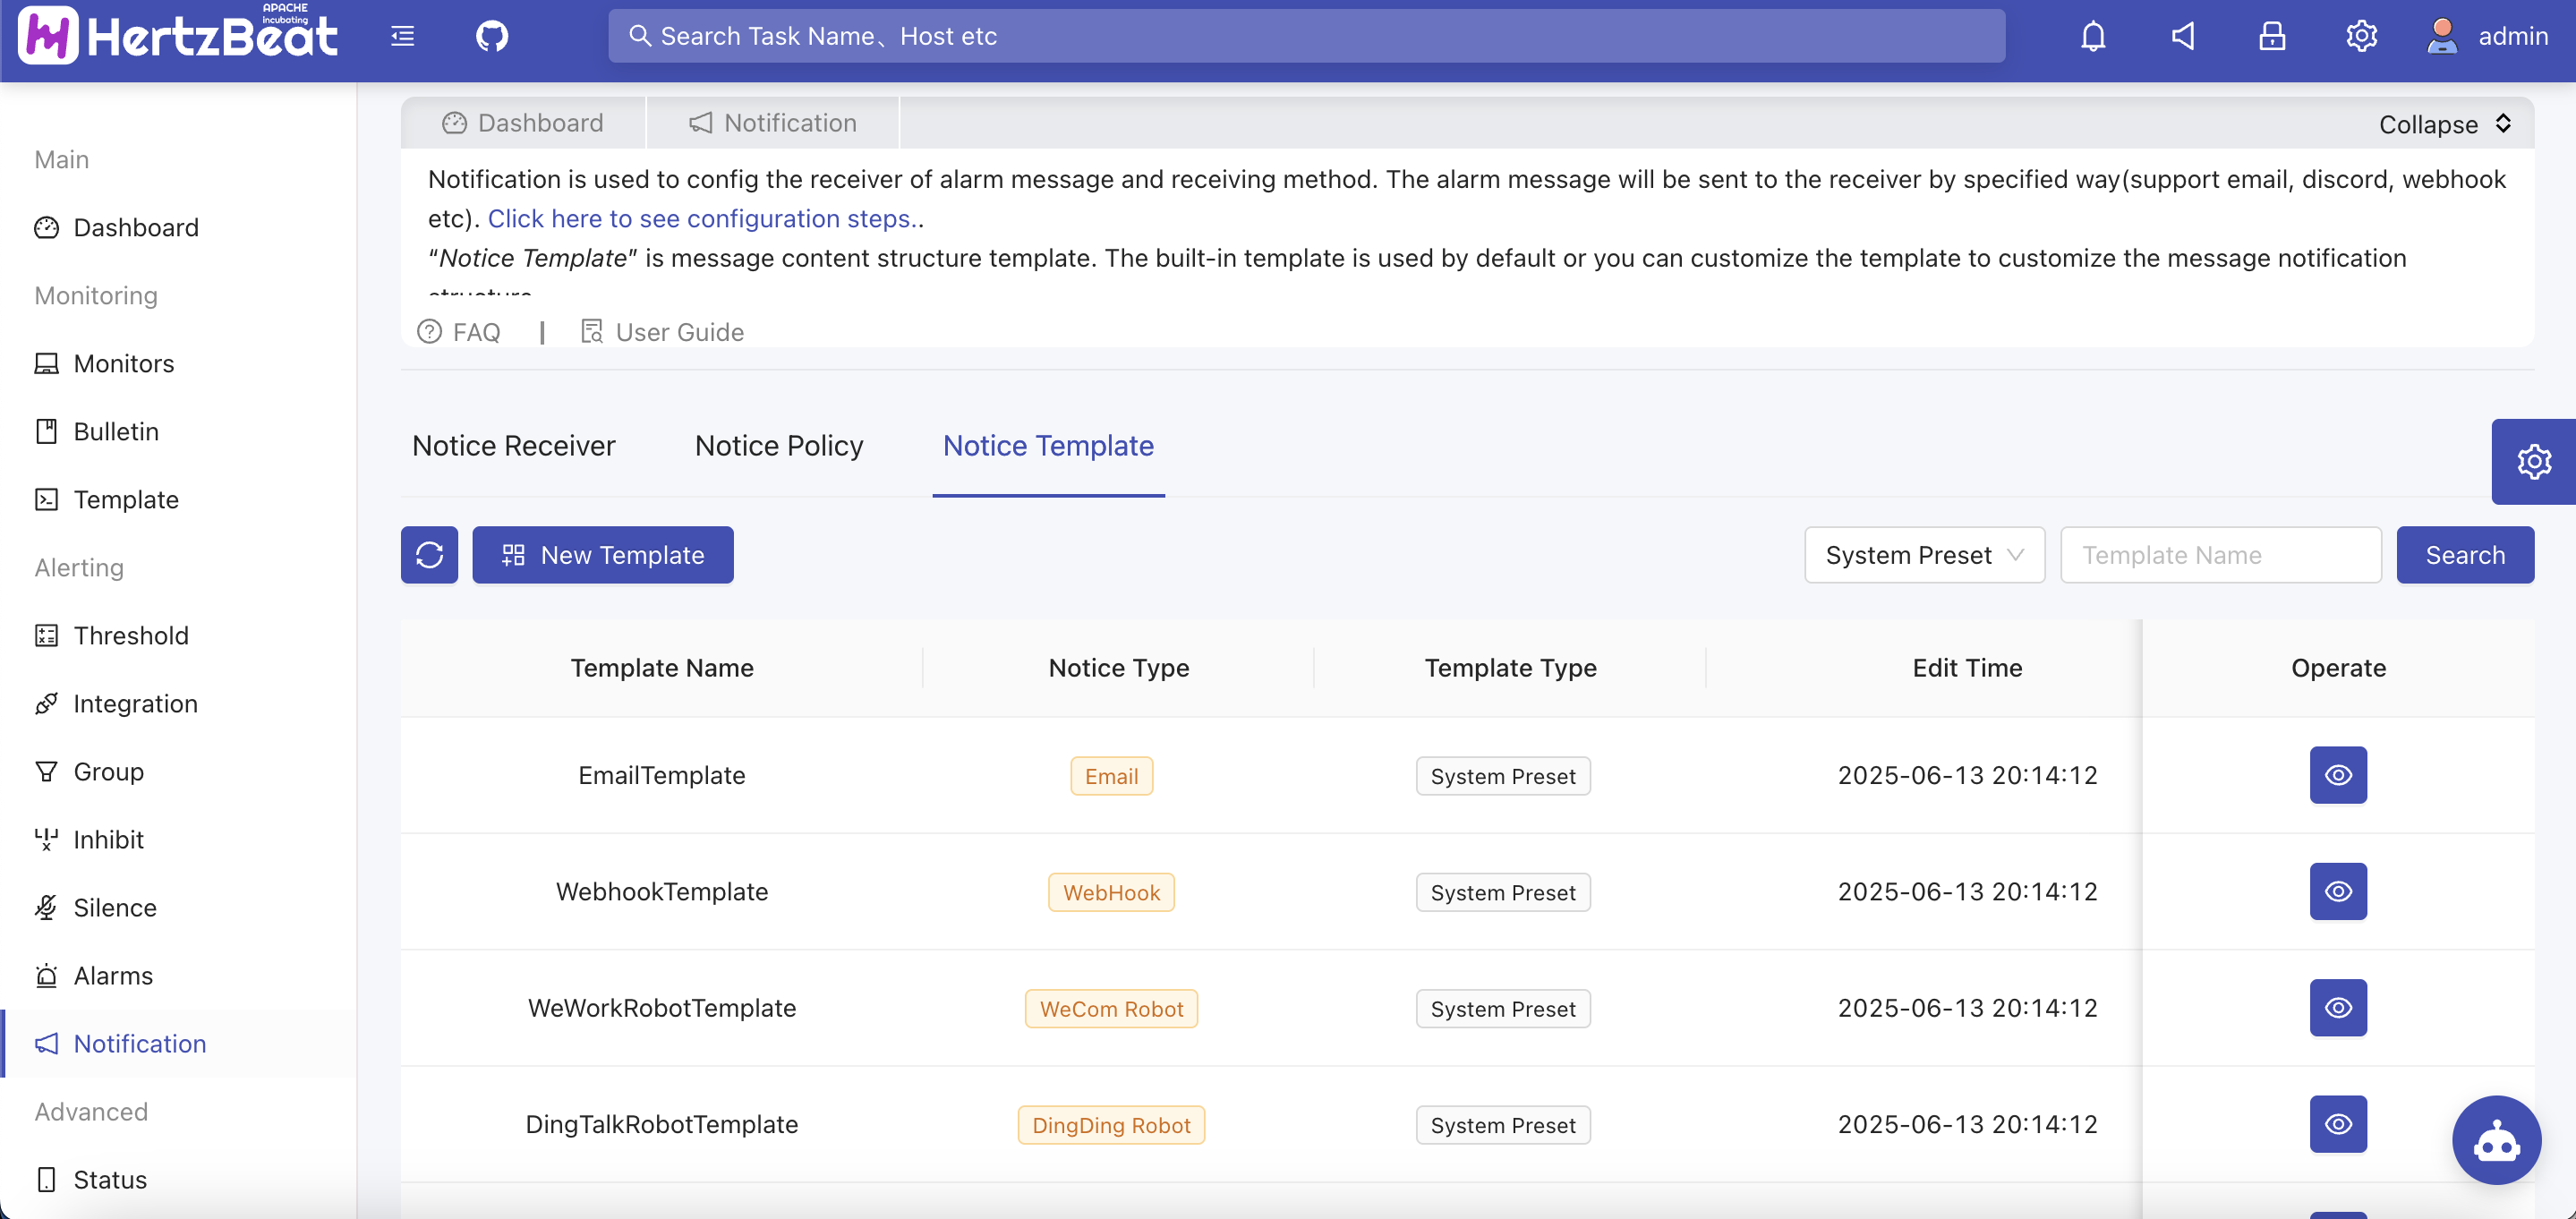 APACHE
incubating
HertzBeat
Search Task Name、Host etc
admin
Main
Dashboard
Monitoring
Monitors
Bulletin
Template
Alerting
Threshold
Integration
Group
Inhibit
Silence
Alarms
Notification
Advanced
Status
Dashboard
Notification
Collapse
Notification is used to config the receiver of alarm message and receiving method. The alarm message will be sent to the receiver by specified way(support email, discord, webhook
etc). Click here to see configuration steps..
“Notice Template” is message content structure template. The built-in template is used by default or you can customize the template to customize the message notification
FAQ | User Guide
Notice Receiver
Notice Policy
Notice Template
New Template
System Preset
Template Name
Search
Template Name Notice Type Template Type Edit Time Operate
EmailTemplate Email System Preset 2025-06-13 20:14:12
WebhookTemplate WebHook System Preset 2025-06-13 20:14:12
WeWorkRobotTemplate WeCom Robot System Preset 2025-06-13 20:14:12
DingTalkRobotTemplate DingDing Robot System Preset 2025-06-13 20:14:12